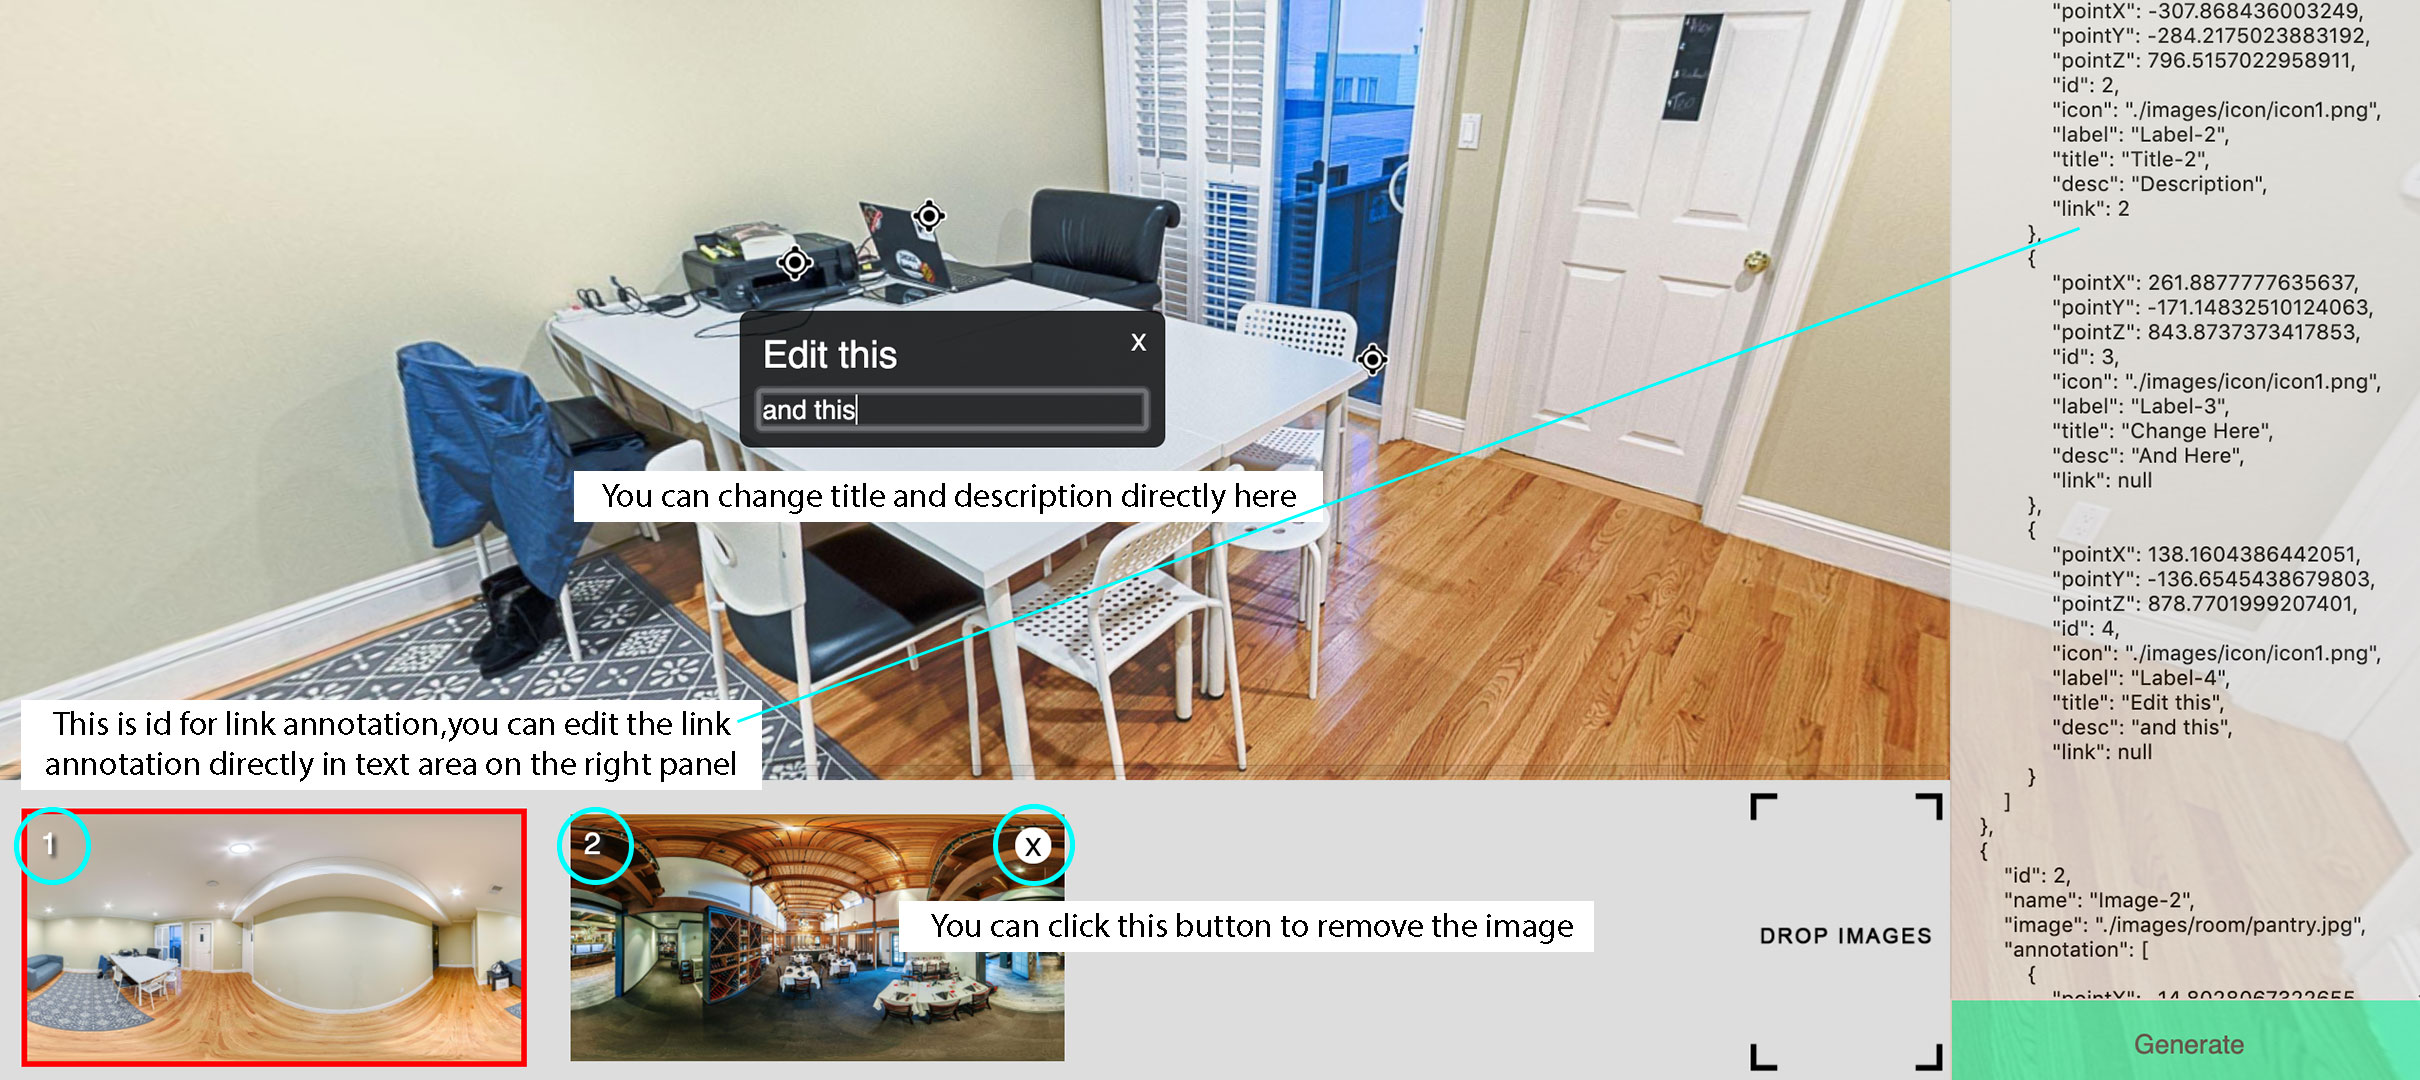 Edit this
x
and this
You can change title and description directly here
This is id for link annotation,you can edit the link
annotation directly in text area on the right panel
1
2
x
You can click this button to remove the image
DROP IMAGES
"pointX": -307.868436003249,
"pointY": -284.2175023883192,
"pointZ": 796.5157022958911,
"id": 2,
"icon": "./images/icon/icon1.png",
"label": "Label-2",
"title": "Title-2",
"desc": "Description",
"link": 2
},
{
"pointX": 261.8877777635637,
"pointY": -171.14832510124063,
"pointZ": 843.8737373417853,
"id": 3,
"icon": "./images/icon/icon1.png",
"label": "Label-3",
"title": "Change Here",
"desc": "And Here",
"link": null
},
{
"pointX": 138.1604386442051,
"pointY": -136.6545438679803,
"pointZ": 878.7701999207401,
"id": 4,
"icon": "./images/icon/icon1.png",
"label": "Label-4",
"title": "Edit this",
"desc": "and this",
"link": null
}
]
},
{
"id": 2,
"name": "Image-2",
"image": "./images/room/pantry.jpg",
"annotation": [
{
"pointX": -14.8028067322655,
Generate